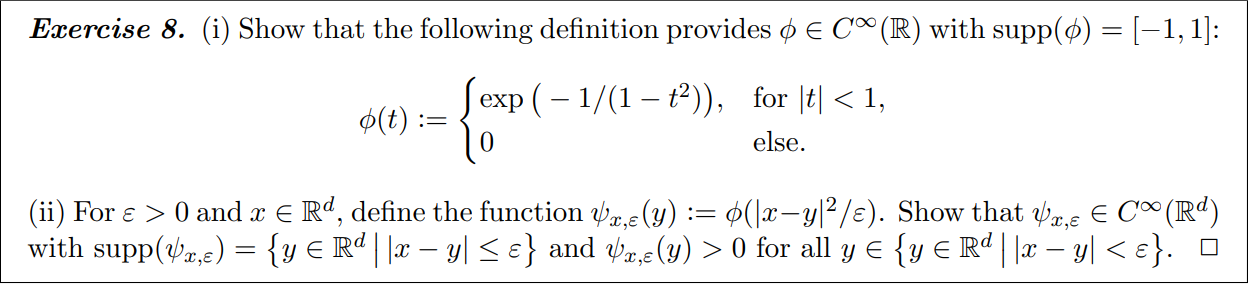 Exercise 8. (i) Show that the following definition provides ϕ ∈ C^∞(ℝ) with supp(ϕ) = [−1, 1]:
ϕ(t) := { exp ( − 1/(1 − t²)), for |t| < 1,
0 else.
(ii) For ε > 0 and x ∈ ℝ^d, define the function ψ_{x,ε}(y) := ϕ(|x−y|²/ε). Show that ψ_{x,ε} ∈ C^∞(ℝ^d)
with supp(ψ_{x,ε}) = {y ∈ ℝ^d | |x − y| ≤ ε} and ψ_{x,ε}(y) > 0 for all y ∈ {y ∈ ℝ^d | |x − y| < ε}. □